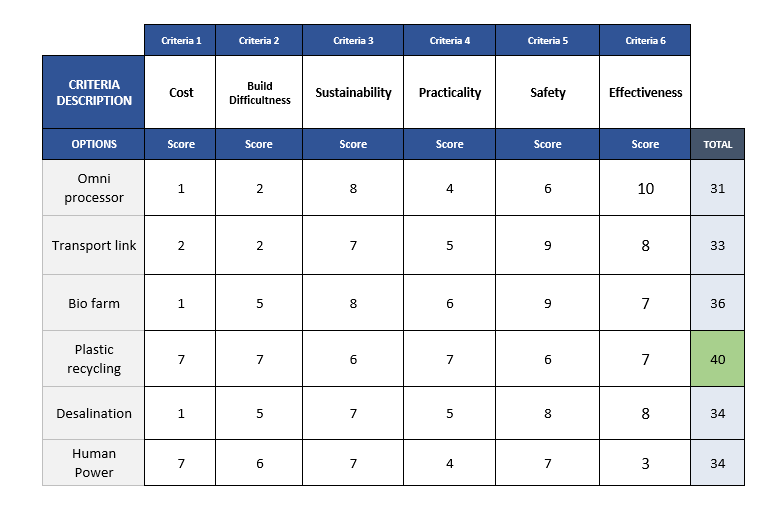 Criteria 1 Criteria 2 Criteria 3 Criteria 4 Criteria 5 Criteria 6
CRITERIA
DESCRIPTION
Cost
Build
Difficultness
Sustainability
Practicality
Safety
Effectiveness
OPTIONS Score Score Score Score Score Score TOTAL
Omni
processor
1 2 8 4 6 10 31
Transport link 2 2 7 5 9 8 33
Bio farm 1 5 8 6 9 7 36
Plastic
recycling
7 7 6 7 6 7 40
Desalination 1 5 7 5 8 8 34
Human
Power
7 6 7 4 7 3 34